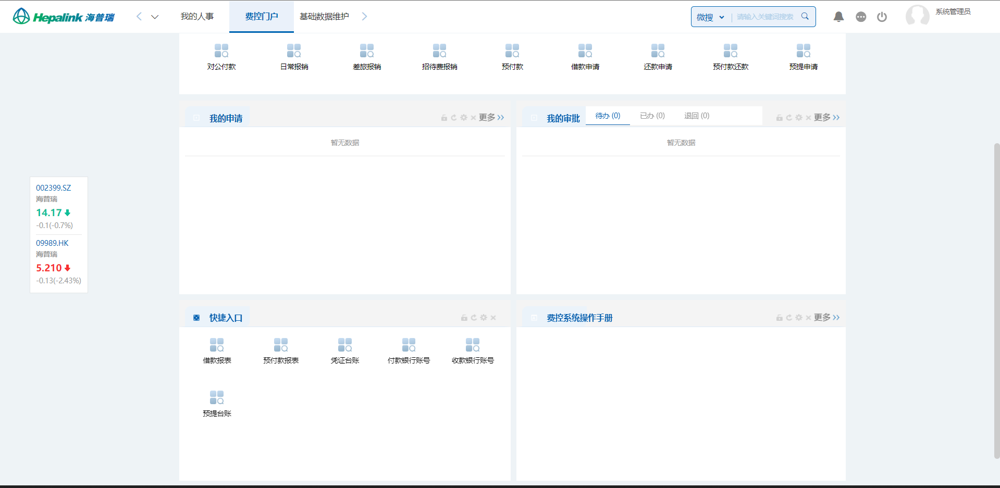 Hepalink 海普瑞
我的人事
费控门户
基础数据维护
微搜
请输入关键词搜索
系统管理员
对公付款
日常报销
差旅报销
招待费报销
预付款
借款申请
还款申请
预付款还款
预提申请
我的申请
更多
暂无数据
我的审批
待办 (0)
已办 (0)
退回 (0)
更多
暂无数据
002399.SZ
海普瑞
14.17
-0.1(-0.7%)
09989.HK
海普瑞
5.210
-0.13(-2.43%)
快捷入口
借款报表
预付款报表
凭证台账
付款银行账号
收款银行账号
预提台账
费控系统操作手册
更多